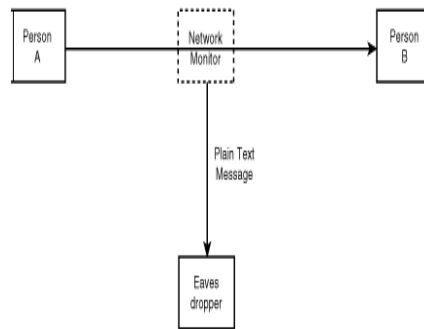 Person
A
Network
Monitor
Person
B
Plain Text
Message
Eaves
dropper